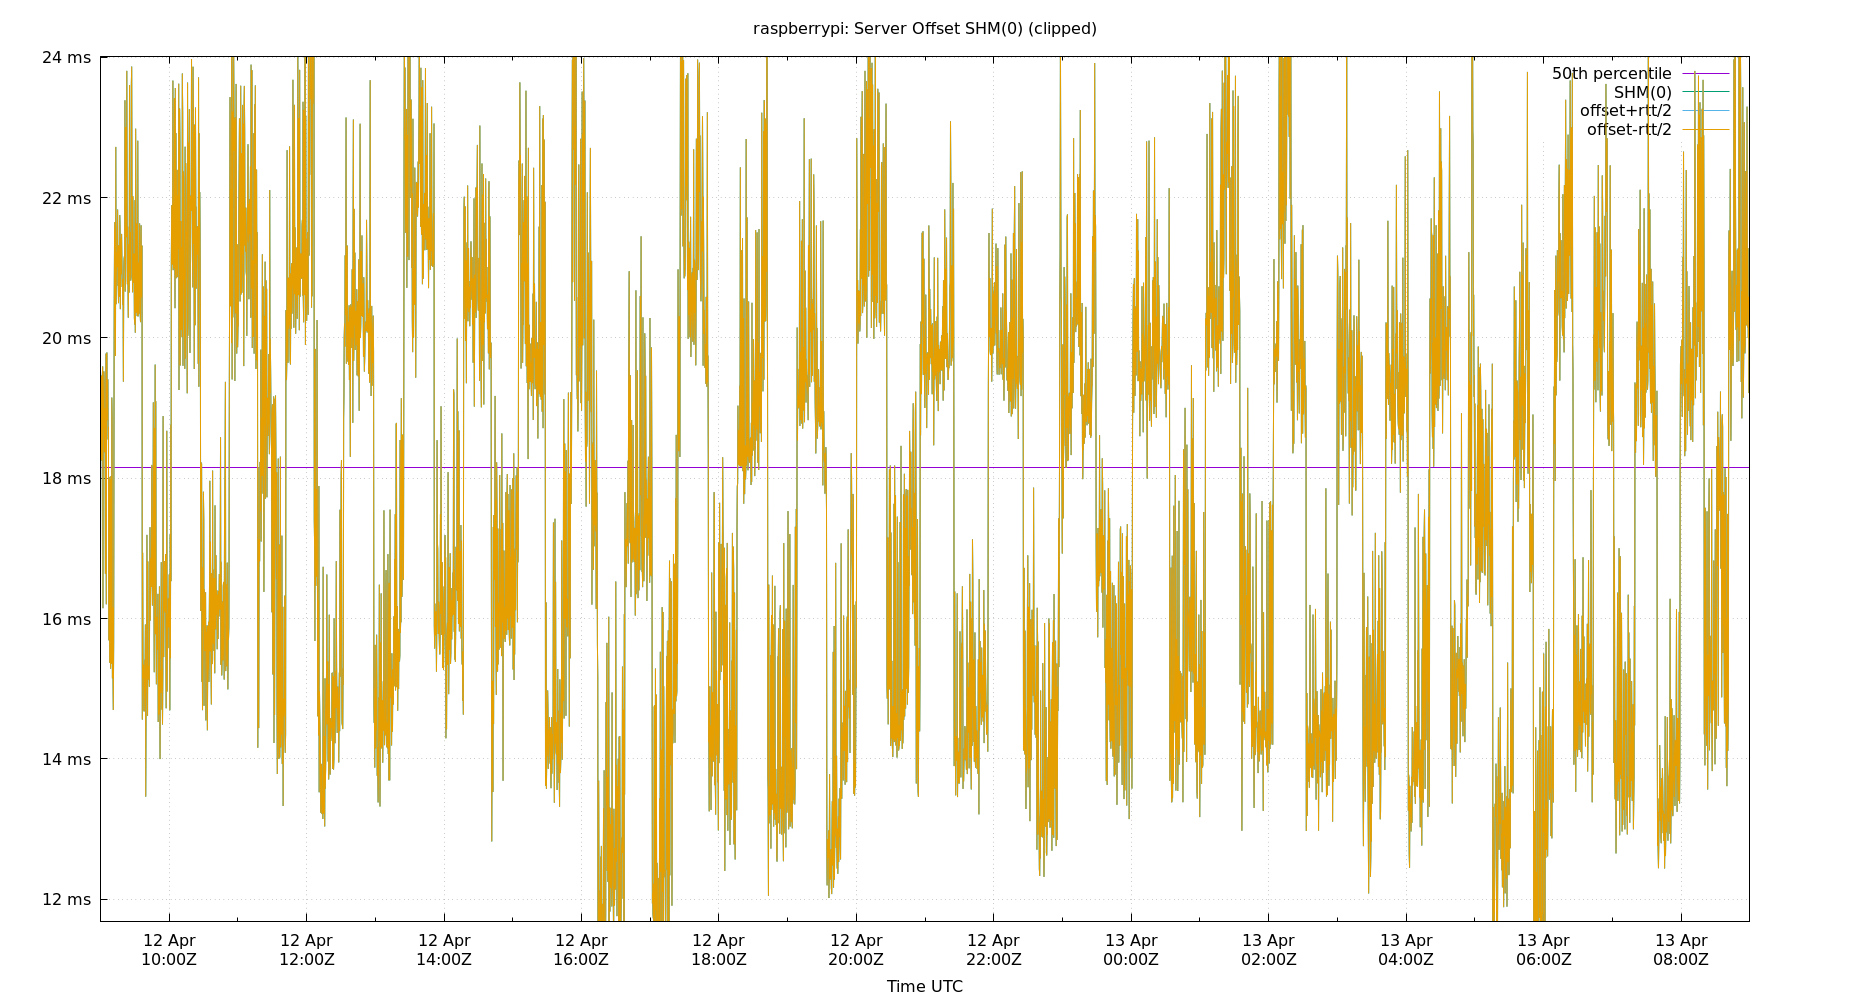 raspberrypi: Server Offset SHM(0) (clipped)
24 ms
22 ms
20 ms
18 ms
16 ms
14 ms
12 ms
50th percentile
SHM(0)
offset+rtt/2
offset-rtt/2
12 Apr
10:00Z
12 Apr
12:00Z
12 Apr
14:00Z
12 Apr
16:00Z
12 Apr
18:00Z
12 Apr
20:00Z
12 Apr
22:00Z
13 Apr
00:00Z
13 Apr
02:00Z
13 Apr
04:00Z
13 Apr
06:00Z
13 Apr
08:00Z
Time UTC